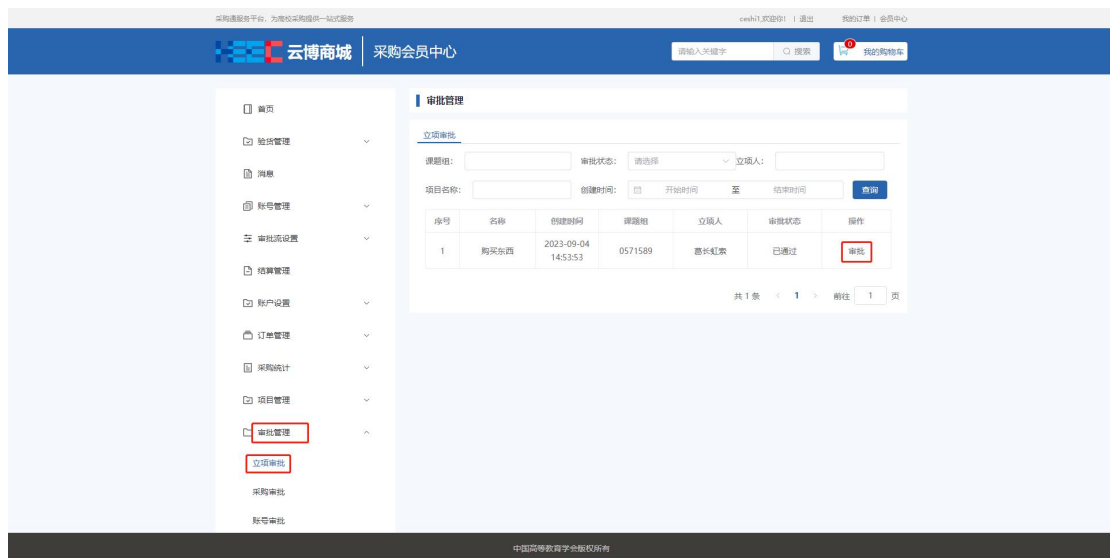 采购通服务平台，为高校采购提供一站式服务
ceshi1,欢迎你！ | 退出 我的订单 | 会员中心
HEEC 云博商城 采购会员中心
请输入关键字 搜索 0 我的购物车
首页
验货管理
消息
账号管理
审批流设置
结算管理
账户设置
订单管理
采购统计
项目管理
审批管理
立项审批
采购审批
账号审批
审批管理
立项审批
课题组： 审批状态： 请选择 立项人：
项目名称： 创建时间： 开始时间 至 结束时间 查询
序号 名称 创建时间 课题组 立项人 审批状态 操作
1 购买东西 2023-09-04 14:53:53 0571589 葛长虹索 已通过 审批
共 1 条 < 1 > 前往 1 页
中国高等教育学会版权所有